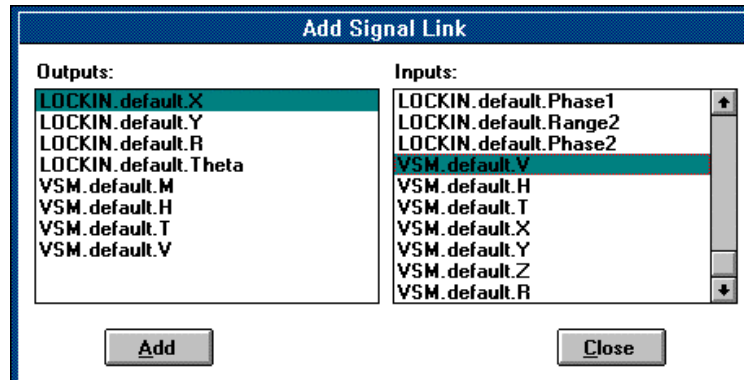 Add Signal Link
Outputs:
LOCKIN.default.X
LOCKIN.default.Y
LOCKIN.default.R
LOCKIN.default.Theta
VSM.default.M
VSM.default.H
VSM.default.T
VSM.default.V
Inputs:
LOCKIN.default.Phase1
LOCKIN.default.Range2
LOCKIN.default.Phase2
VSM.default.V
VSM.default.H
VSM.default.T
VSM.default.X
VSM.default.Y
VSM.default.Z
VSM.default.R
Add
Close